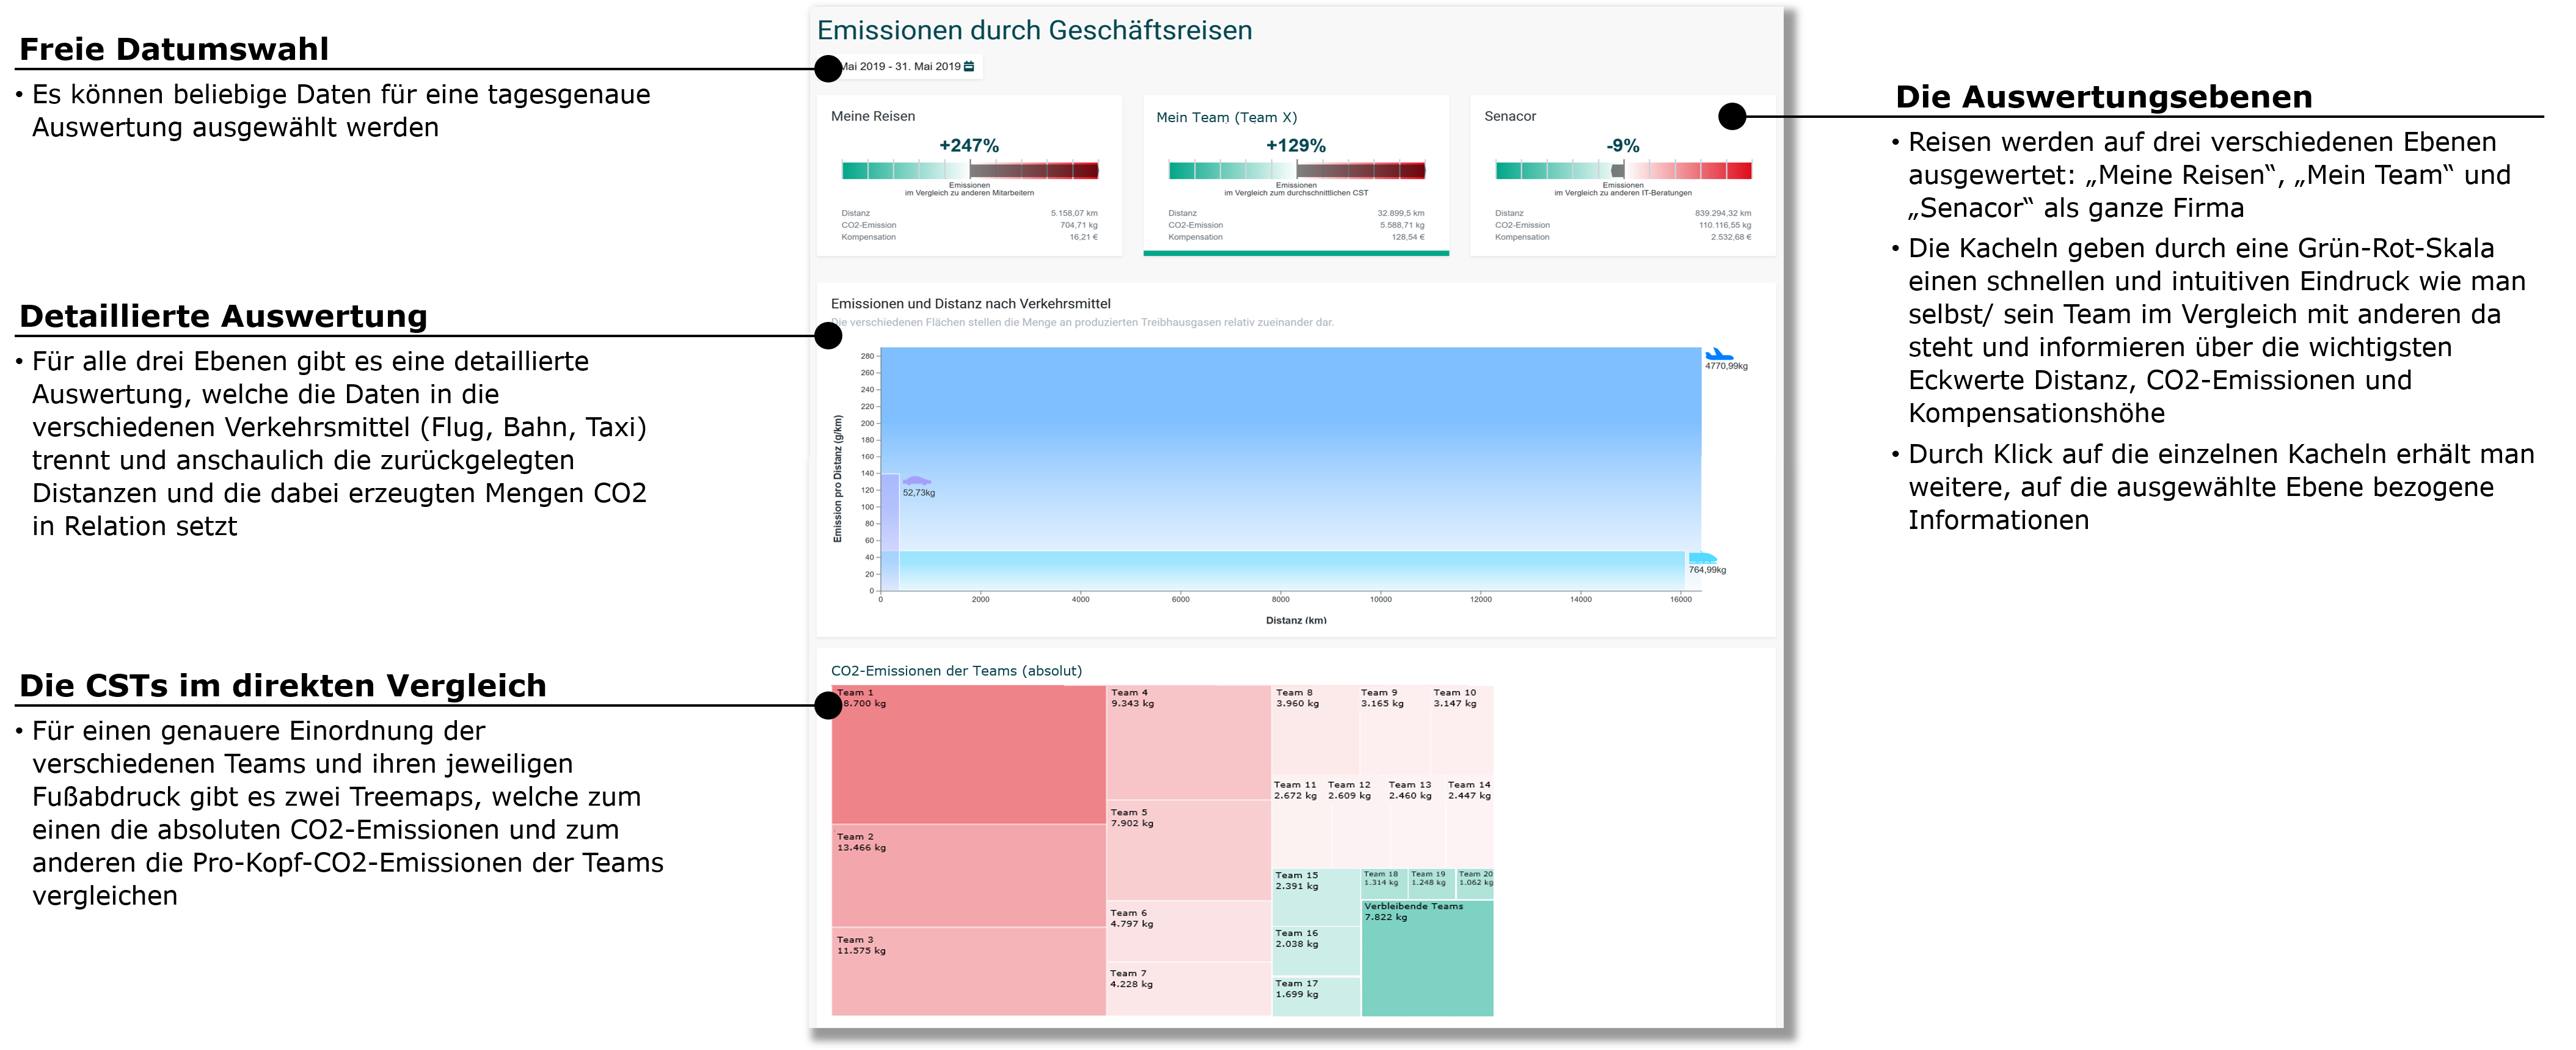 Freie Datumswahl
• Es können beliebige Daten für eine tagesgenaue
Auswertung ausgewählt werden
Detaillierte Auswertung
• Für alle drei Ebenen gibt es eine detaillierte
Auswertung, welche die Daten in die
verschiedenen Verkehrsmittel (Flug, Bahn, Taxi)
trennt und anschaulich die zurückgelegten
Distanzen und die dabei erzeugten Mengen CO2
in Relation setzt
Die CSTs im direkten Vergleich
• Für einen genauere Einordnung der
verschiedenen Teams und ihren jeweiligen
Fußabdruck gibt es zwei Treemaps, welche zum
einen die absoluten CO2-Emissionen und zum
anderen die Pro-Kopf-CO2-Emissionen der Teams
vergleichen
Emissionen durch Geschäftsreisen
Mai 2019 - 31. Mai 2019
Meine Reisen
+247%
Emissionen
im Vergleich zu anderen Mitarbeitern
Distanz 5.158,07 km
CO2-Emission 704,71 kg
Kompensation 16,21 €
Mein Team (Team X)
+129%
Emissionen
im Vergleich zum durchschnittlichen CST
Distanz 32.899,5 km
CO2-Emission 5.588,71 kg
Kompensation 128,54 €
Senacor
-9%
Emissionen
im Vergleich zu anderen IT-Beratungen
Distanz 839.294,32 km
CO2-Emission 110.116,55 kg
Kompensation 2.532,68 €
Emissionen und Distanz nach Verkehrsmittel
Die verschiedenen Flächen stellen die Menge an produzierten Treibhausgasen relativ zueinander dar.
Emission pro Distanz (g/km)
280
260
240
220
200
180
160
140
120
100
80
60
40
20
0
4770,99kg
52,73kg
764,99kg
0 2000 4000 6000 8000 10000 12000 14000 16000
Distanz (km)
CO2-Emissionen der Teams (absolut)
Team 1
8.700 kg
Team 2
13.466 kg
Team 3
11.575 kg
Team 4
9.343 kg
Team 5
7.902 kg
Team 6
4.797 kg
Team 7
4.228 kg
Team 8
3.960 kg
Team 9
3.165 kg
Team 10
3.147 kg
Team 11
2.672 kg
Team 12
2.609 kg
Team 13
2.460 kg
Team 14
2.447 kg
Team 15
2.391 kg
Team 16
2.038 kg
Team 17
1.699 kg
Team 18
1.314 kg
Team 19
1.248 kg
Team 20
1.062 kg
Verbleibende Teams
7.822 kg
Die Auswertungsebenen
• Reisen werden auf drei verschiedenen Ebenen
ausgewertet: „Meine Reisen“, „Mein Team“ und
„Senacor“ als ganze Firma
• Die Kacheln geben durch eine Grün-Rot-Skala
einen schnellen und intuitiven Eindruck wie man
selbst/ sein Team im Vergleich mit anderen da
steht und informieren über die wichtigsten
Eckwerte Distanz, CO2-Emissionen und
Kompensationshöhe
• Durch Klick auf die einzelnen Kacheln erhält man
weitere, auf die ausgewählte Ebene bezogene
Informationen